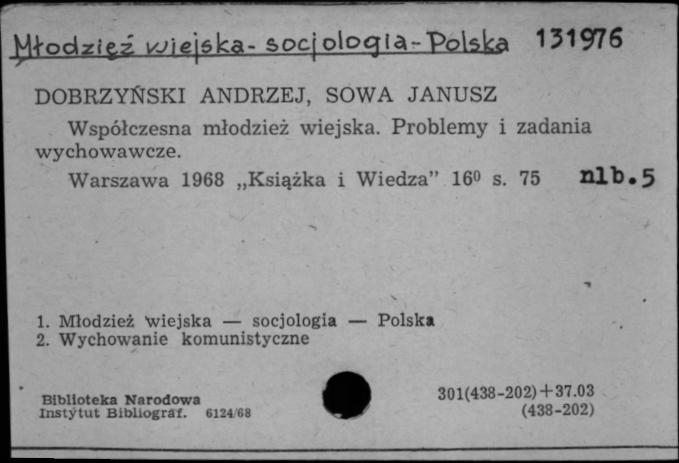 Młodzież wiejska - socjologia - Polska 131976
DOBRZYŃSKI ANDRZEJ, SOWA JANUSZ
Współczesna młodzież wiejska. Problemy i zadania
wychowawcze.
Warszawa 1968 „Książka i Wiedza” 16⁰ s. 75 nlb. 5
1. Młodzież wiejska — socjologia — Polska
2. Wychowanie komunistyczne
Biblioteka Narodowa 301(438-202)+37.03
Instytut Bibliograf. 6124/68 (438-202)